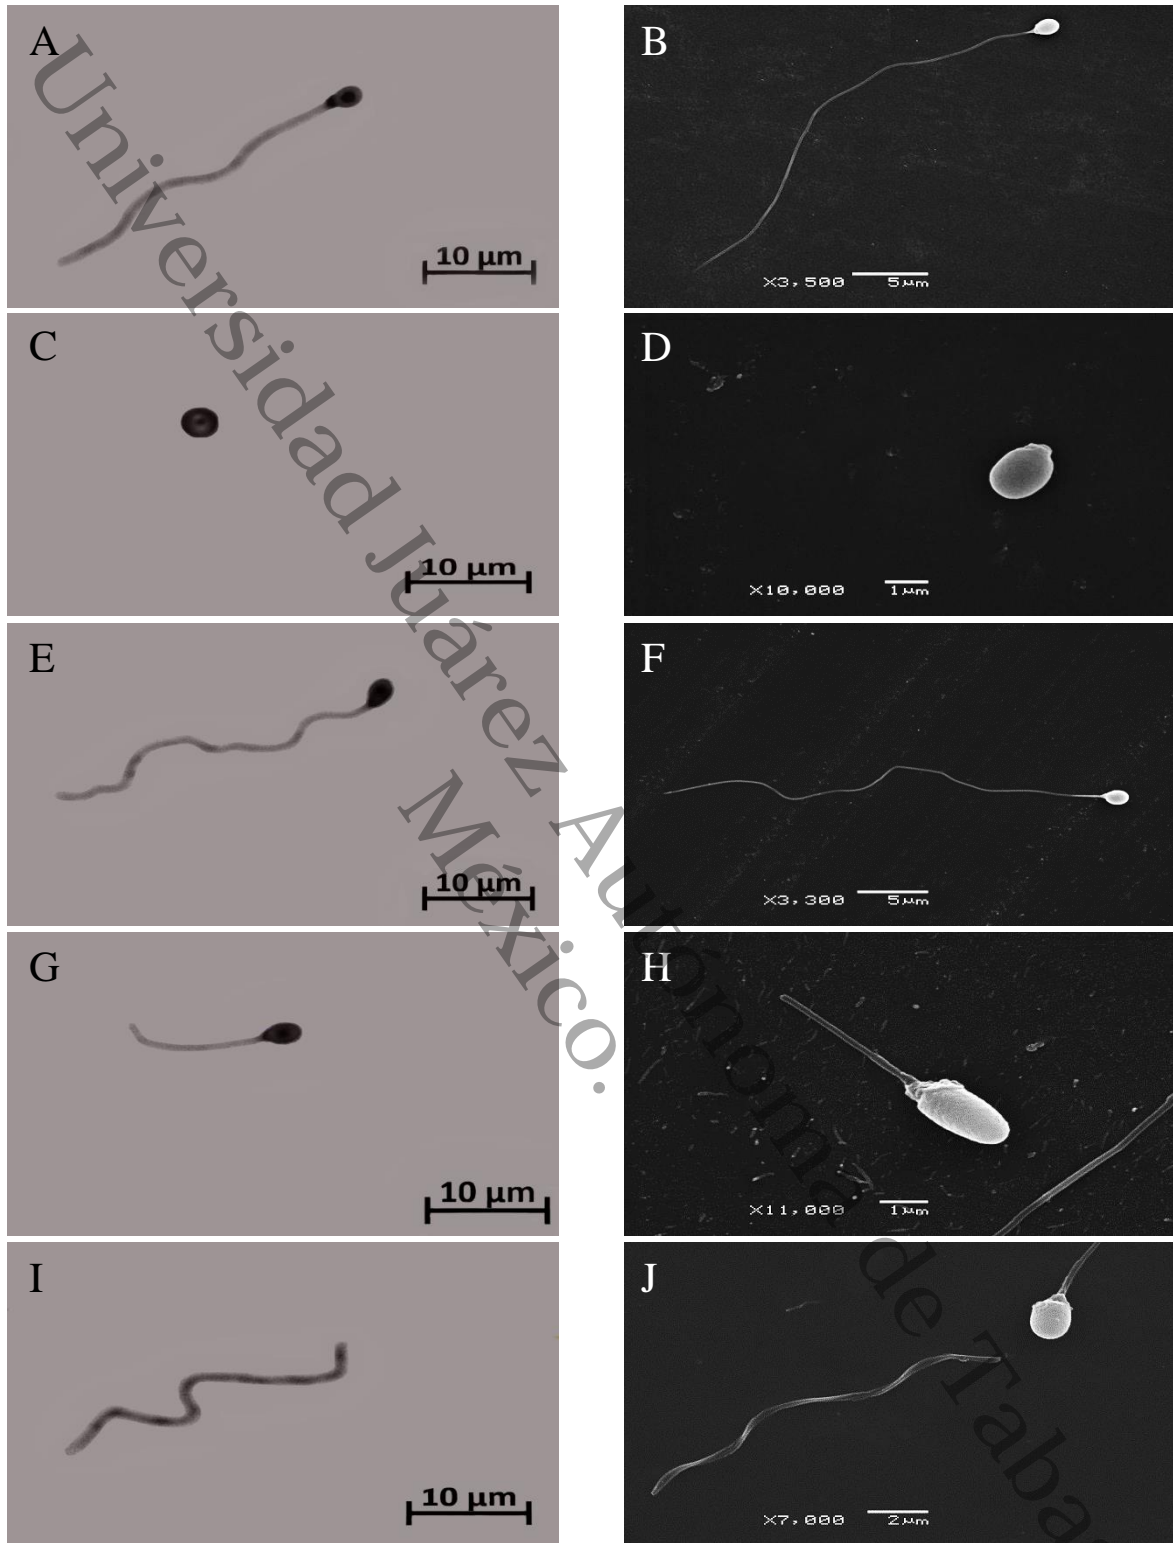 A
B
10 µm
X3,500 5µm
C
D
10 µm
X10,000 1µm
E
F
10 µm
X3,300 5µm
G
H
10 µm
X11,000 1µm
I
J
10 µm
X7,000 2µm
Universidad Juárez Autónoma de Taba
México.